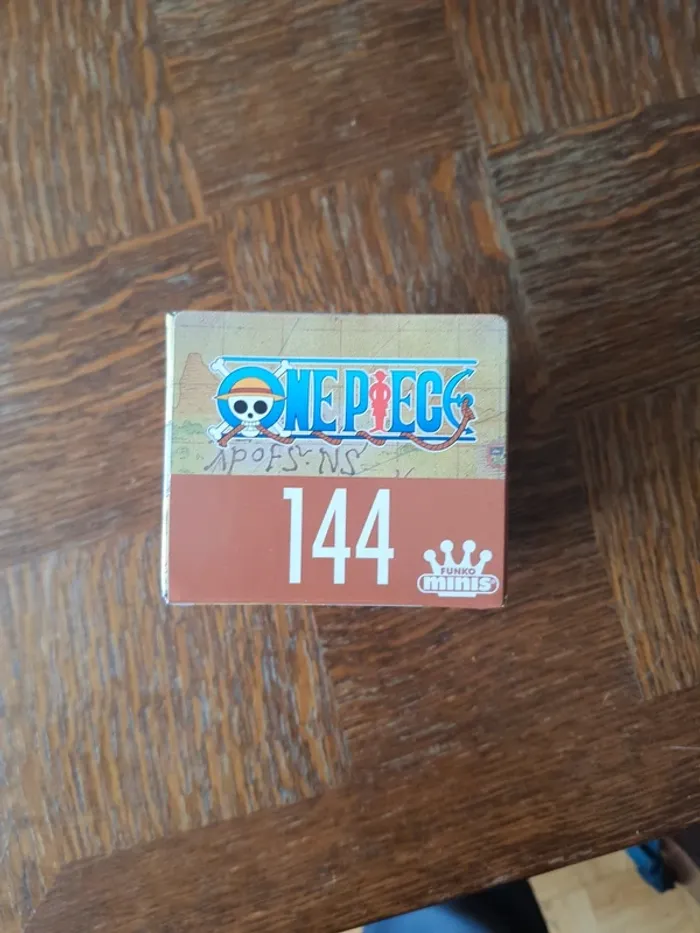 ONE PIECE
144
FUNKO
minis®